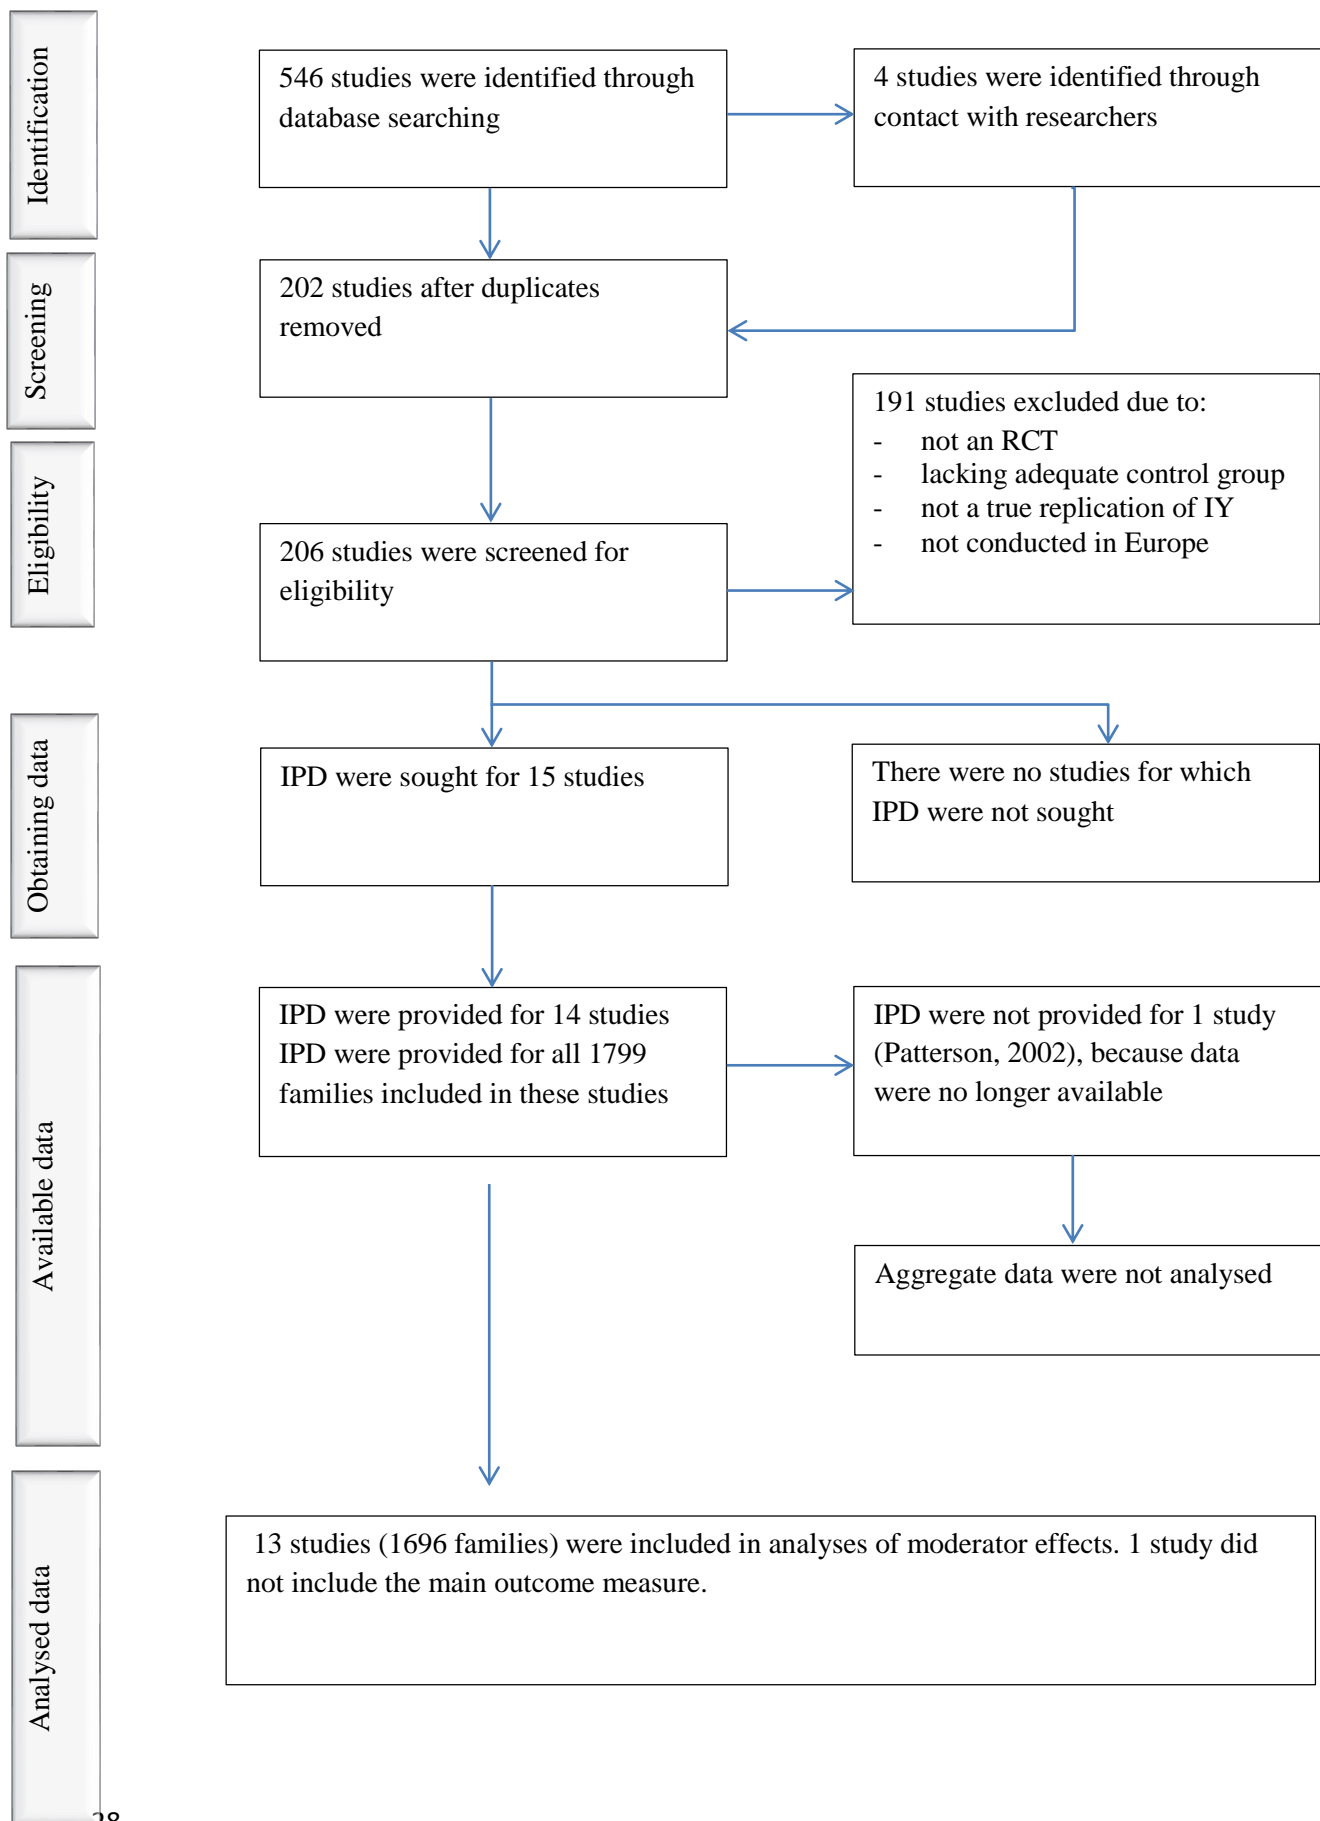 Identification
546 studies were identified through
database searching
4 studies were identified through
contact with researchers
Screening
202 studies after duplicates
removed
191 studies excluded due to:
- not an RCT
- lacking adequate control group
- not a true replication of IY
- not conducted in Europe
Eligibility
206 studies were screened for
eligibility
Obtaining data
IPD were sought for 15 studies
There were no studies for which
IPD were not sought
Available data
IPD were provided for 14 studies
IPD were provided for all 1799
families included in these studies
IPD were not provided for 1 study
(Patterson, 2002), because data
were no longer available
Aggregate data were not analysed
Analysed data
13 studies (1696 families) were included in analyses of moderator effects. 1 study did
not include the main outcome measure.